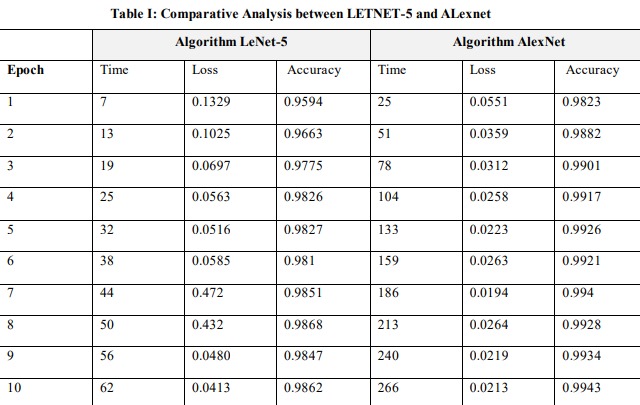 Table I: Comparative Analysis between LETNET-5 and ALexnet
Algorithm LeNet-5 Algorithm AlexNet
Epoch Time Loss Accuracy Time Loss Accuracy
1 7 0.1329 0.9594 25 0.0551 0.9823
2 13 0.1025 0.9663 51 0.0359 0.9882
3 19 0.0697 0.9775 78 0.0312 0.9901
4 25 0.0563 0.9826 104 0.0258 0.9917
5 32 0.0516 0.9827 133 0.0223 0.9926
6 38 0.0585 0.981 159 0.0263 0.9921
7 44 0.472 0.9851 186 0.0194 0.994
8 50 0.432 0.9868 213 0.0264 0.9928
9 56 0.0480 0.9847 240 0.0219 0.9934
10 62 0.0413 0.9862 266 0.0213 0.9943